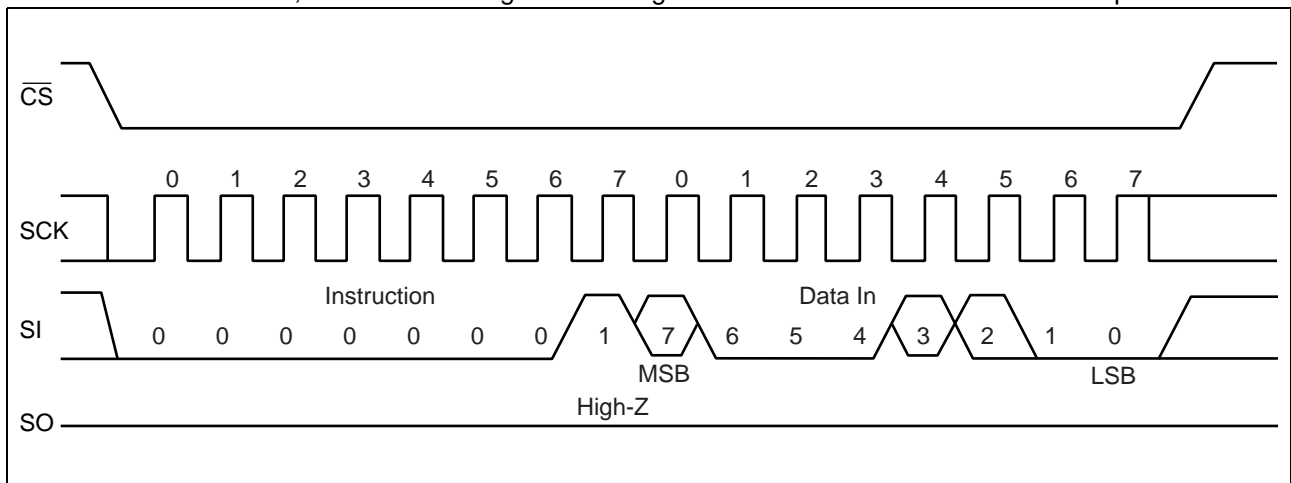 CS
0 1 2 3 4 5 6 7 0 1 2 3 4 5 6 7
SCK
Instruction Data In
SI 0 0 0 0 0 0 0 1 7 6 5 4 3 2 1 0
MSB LSB
High-Z
SO